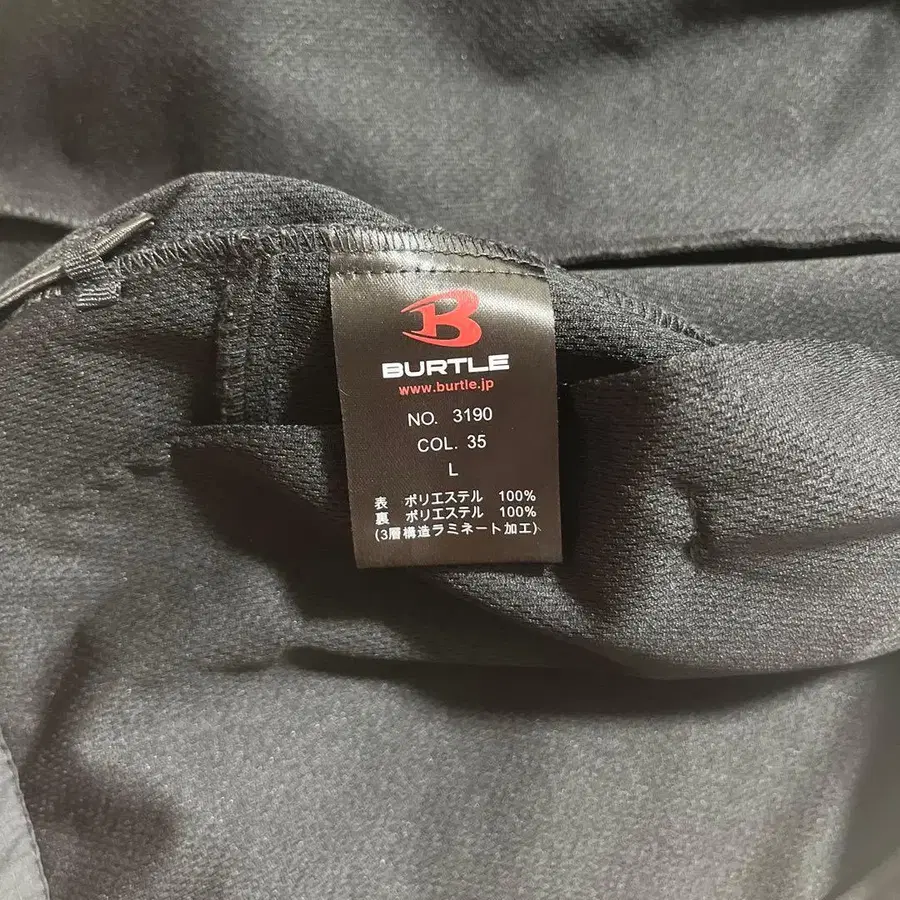 BURTLE
www.burtle.jp
NO. 3190
COL. 35
L
表 ポリエステル 100%
裏 ポリエステル 100%
(3層構造ラミネート加工)